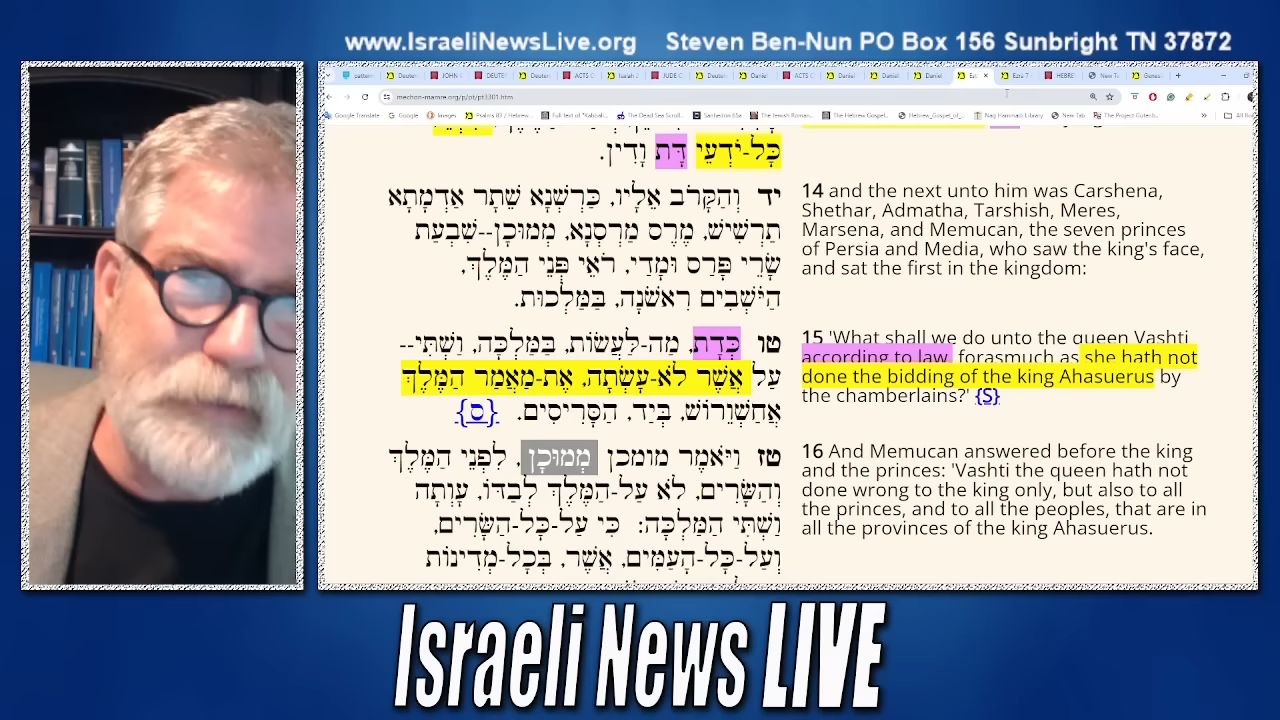 www.IsraeliNewsLive.org Steven Ben-Nun PO Box 156 Sunbright TN 37872
mechon-mamre.org/p/pt/pt3301.htm
כָּל-יֹדְעֵי דָּת וָדִין.
יד וְהַקָּרֹב אֵלָיו, כַּרְשְׁנָא שֵׁתָר אַדְמָתָא
תַרְשִׁישׁ, מֶרֶס מַרְסְנָא, מְמוּכָן--שִׁבְעַת
שָׂרֵי פָּרַס וּמָדַי, רֹאֵי פְּנֵי הַמֶּלֶךְ,
הַיֹּשְׁבִים רִאשֹׁנָה, בַּמַּלְכוּת.
טו כְּדָת, מַה-לַּעֲשׂוֹת, בַּמַּלְכָּה, וַשְׁתִּי--
עַל אֲשֶׁר לֹא-עָשְׂתָה, אֶת-מַאֲמַר הַמֶּלֶךְ
אֲחַשְׁוֵרוֹשׁ, בְּיַד, הַסָּרִיסִים. {ס}
טז וַיֹּאמֶר מומכן מְמוּכָן, לִפְנֵי הַמֶּלֶךְ
וְהַשָּׂרִים, לֹא עַל-הַמֶּלֶךְ לְבַדּוֹ, עָוְתָה
וַשְׁתִּי הַמַּלְכָּה: כִּי עַל-כָּל-הַשָּׂרִים,
וְעַל-כָּל-הָעַמִּים, אֲשֶׁר, בְּכָל-מְדִינוֹת
14 and the next unto him was Carshena,
Shethar, Admatha, Tarshish, Meres,
Marsena, and Memucan, the seven princes
of Persia and Media, who saw the king's face,
and sat the first in the kingdom:
15 'What shall we do unto the queen Vashti
according to law, forasmuch as she hath not
done the bidding of the king Ahasuerus by
the chamberlains?' {S}
16 And Memucan answered before the king
and the princes: 'Vashti the queen hath not
done wrong to the king only, but also to all
the princes, and to all the peoples, that are in
all the provinces of the king Ahasuerus.
Israeli News LIVE